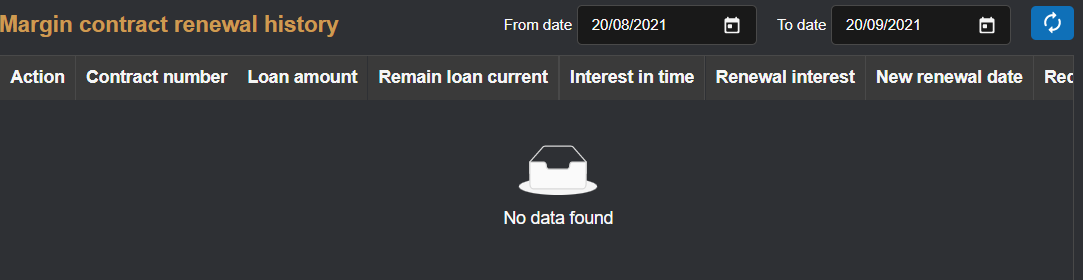 Margin contract renewal history From date 20/08/2021 To date 20/09/2021
Action Contract number Loan amount Remain loan current Interest in time Renewal interest New renewal date Rec
No data found